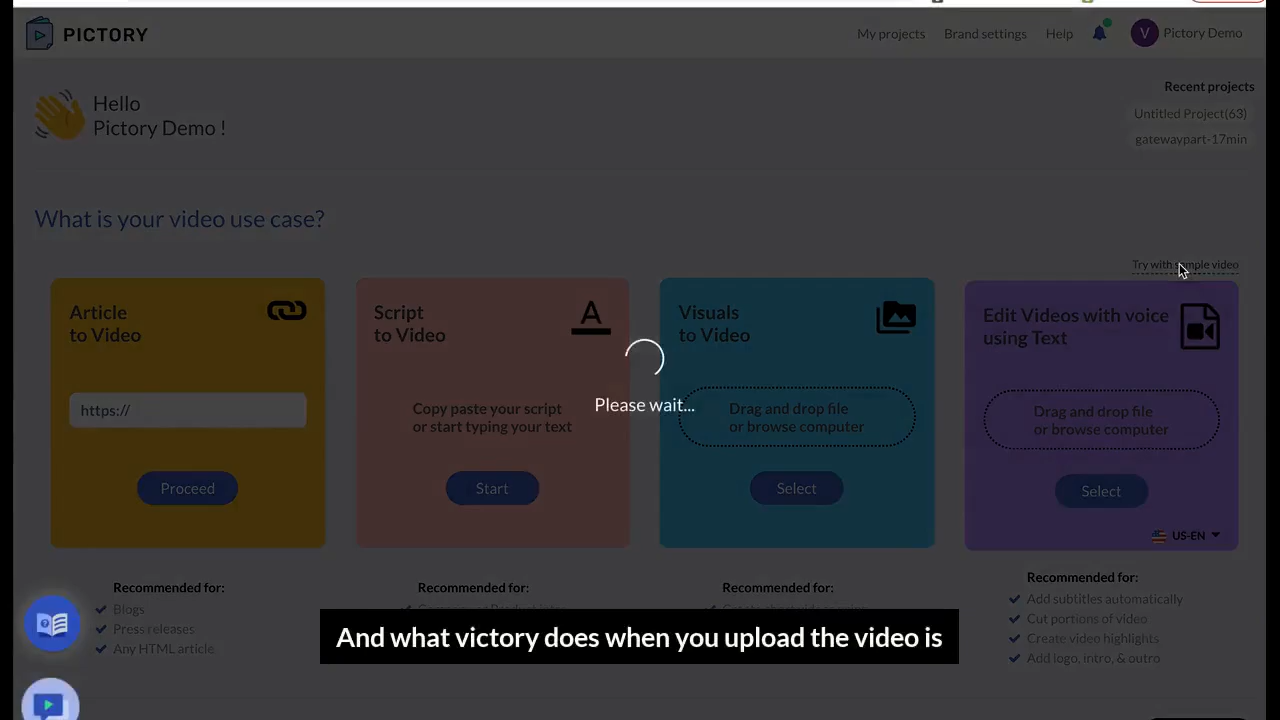 PICTORY
My projects
Brand settings
Help
V
Pictory Demo
Hello
Pictory Demo !
Recent projects
Untitled Project(63)
gatewaypart-17min
What is your video use case?
Try with sample video
Article
to Video
https://
Proceed
Script
A
to Video
Copy paste your script
or start typing your text
Start
Visuals
to Video
Drag and drop file
or browse computer
Select
Edit Videos with voice
using Text
Drag and drop file
or browse computer
Select
US-EN
Please wait...
Recommended for:
Blogs
Press releases
Any HTML article
Recommended for:
Recommended for:
Recommended for:
Add subtitles automatically
Cut portions of video
Create video highlights
Add logo, intro, & outro
And what victory does when you upload the video is